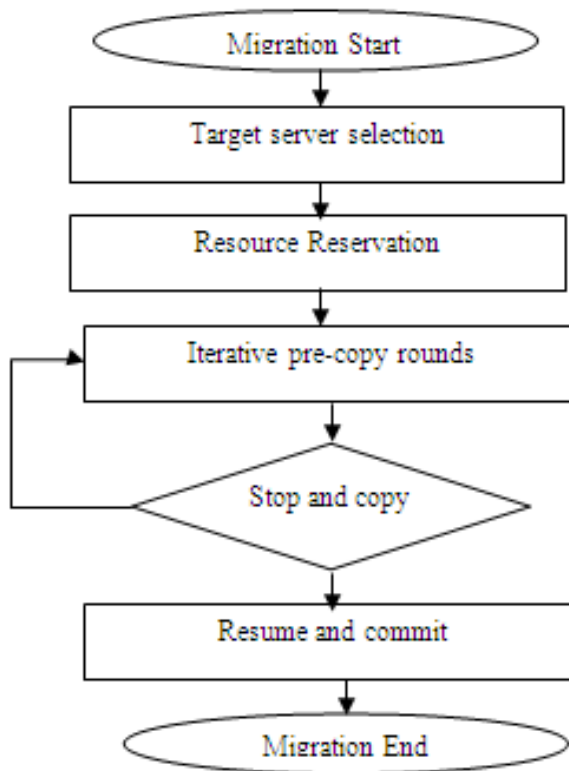 Migration Start
Target server selection
Resource Reservation
Iterative pre-copy rounds
Stop and copy
Resume and commit
Migration End